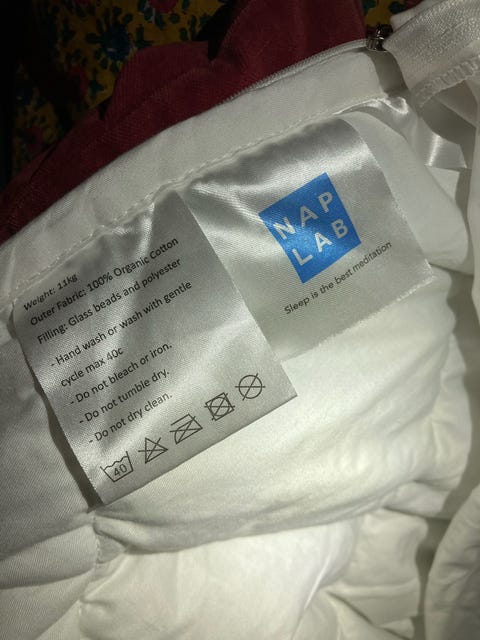 Weight: 11kg
Outer Fabric: 100% Organic Cotton
Filling: Glass beads and polyester
- Hand wash or wash with gentle
cycle max 40c
- Do not bleach or iron.
- Do not tumble dry.
- Do not dry clean.
40
NAP
LAB
Sleep is the best meditation